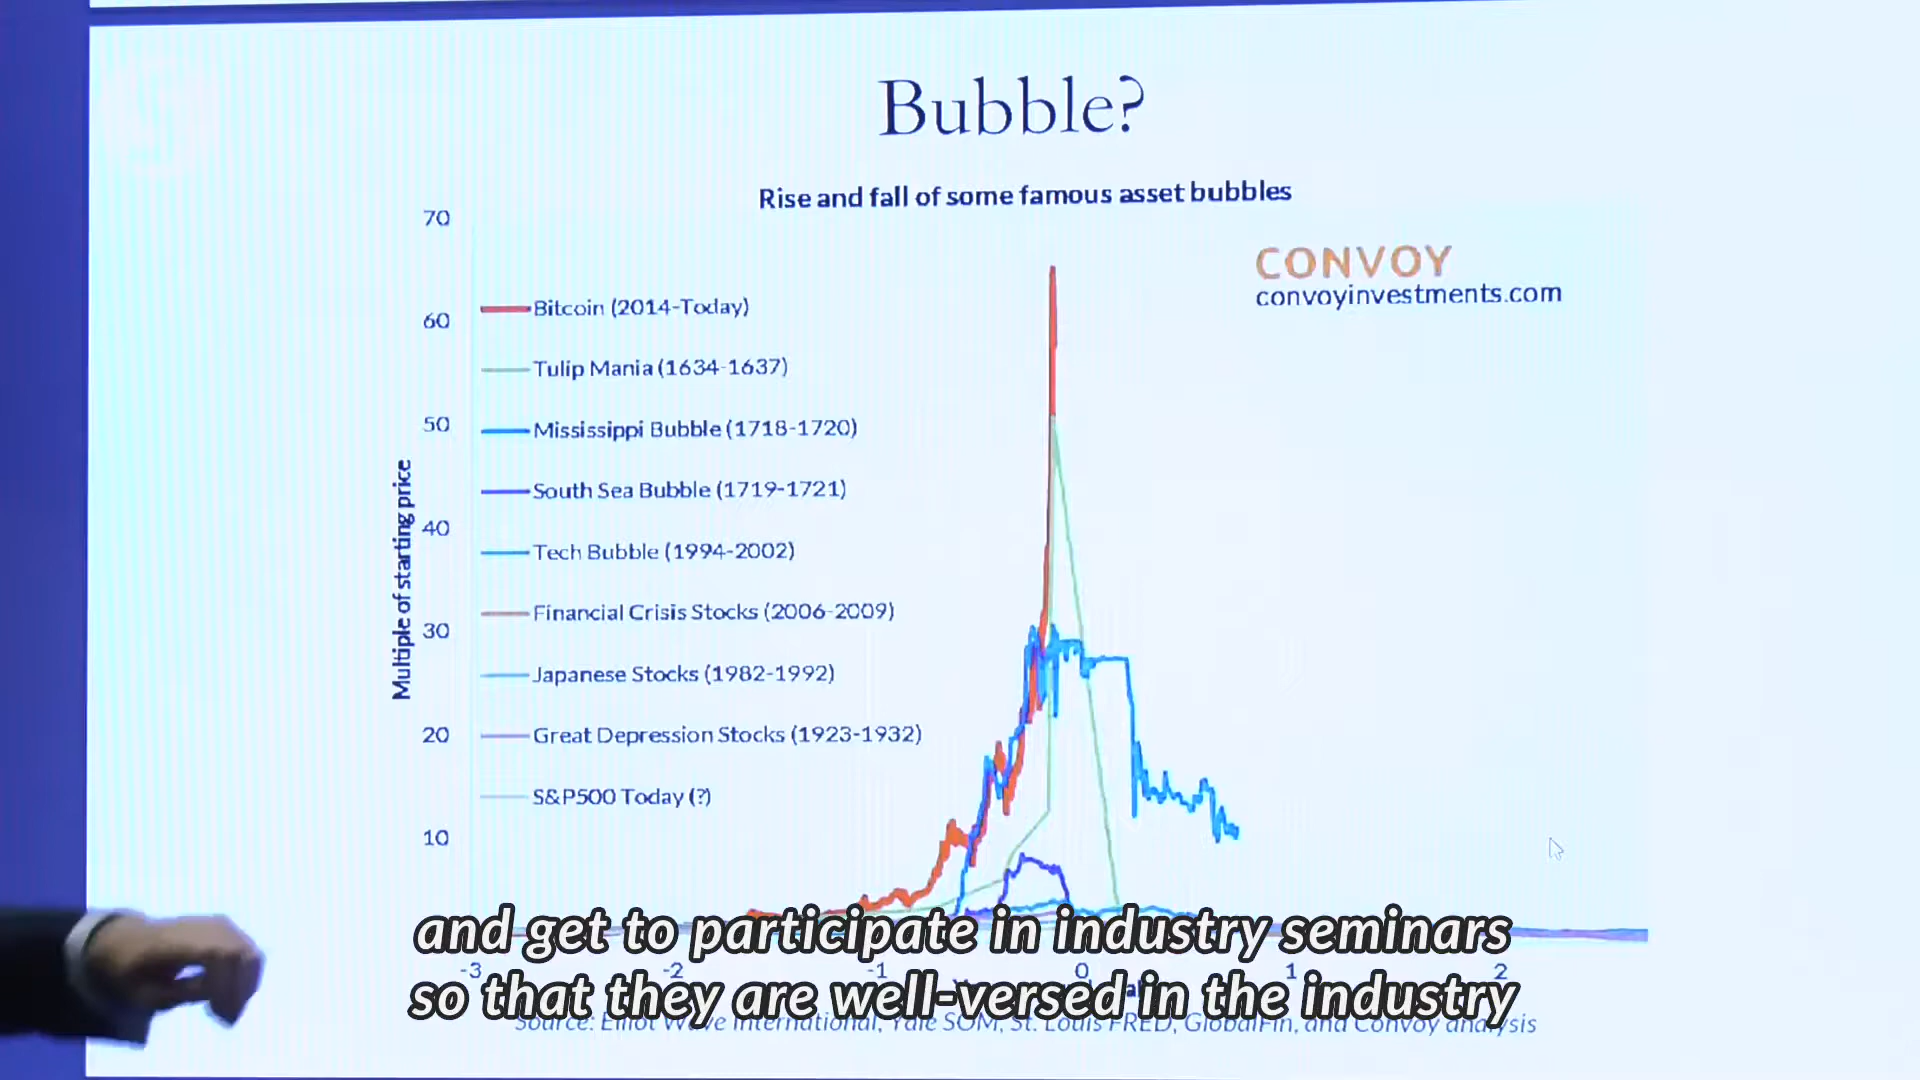 Bubble?
Rise and fall of some famous asset bubbles
CONVOY
convoyinvestments.com
Multiple of starting price
70
60
50
40
30
20
10
Bitcoin (2014-Today)
Tulip Mania (1634-1637)
Mississippi Bubble (1718-1720)
South Sea Bubble (1719-1721)
Tech Bubble (1994-2002)
Financial Crisis Stocks (2006-2009)
Japanese Stocks (1982-1992)
Great Depression Stocks (1923-1932)
S&P500 Today (?)
-3 -2 -1 0 1 2
and get to participate in industry seminars
so that they are well-versed in the industry
Source: Elliot Wave International, Yale SOM, St. Louis FRED, GlobalFin, and Convoy analysis